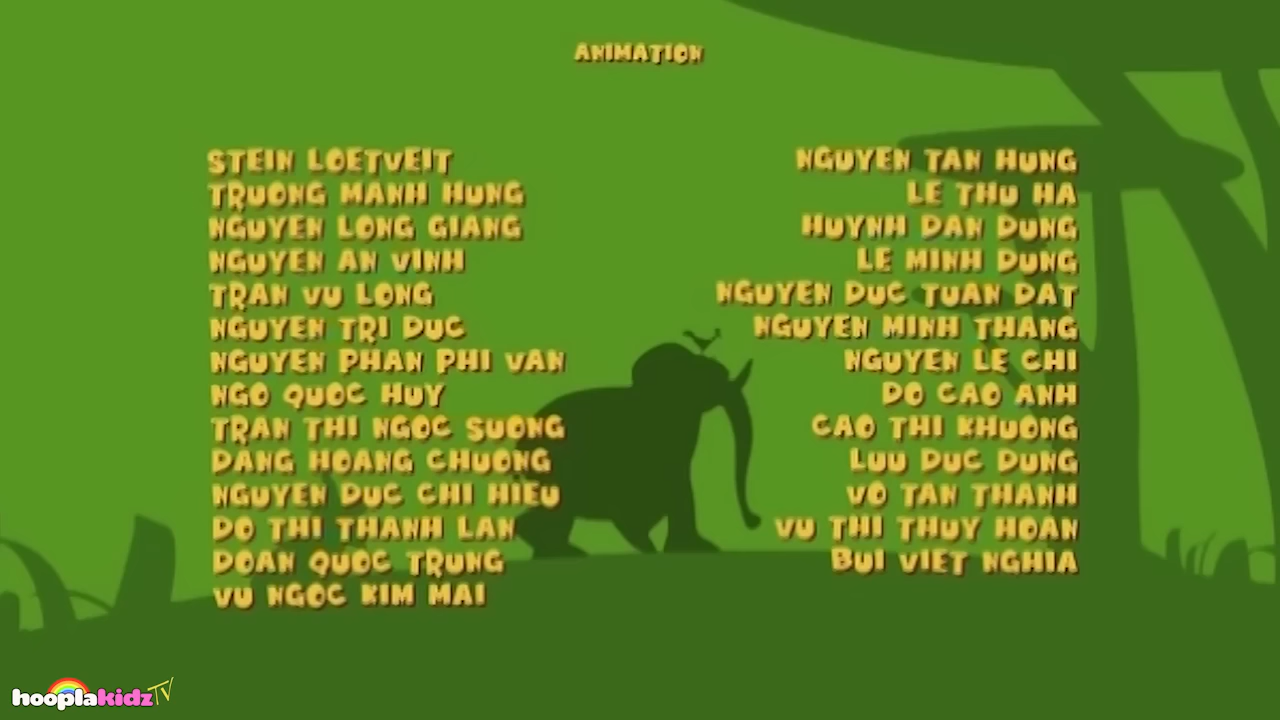 ANIMATION
STEIN LOETVEIT
TRUONG MANH HUNG
NGUYEN LONG GIANG
NGUYEN AN VINH
TRAN VU LONG
NGUYEN TRI DUC
NGUYEN PHAN PHI VAN
NGO QUOC HUY
TRAN THI NGOC SUONG
DANG HOANG CHUONG
NGUYEN DUC CHI HIEU
DO THI THANH LAN
DOAN QUOC TRUNG
VU NGOC KIM MAI
NGUYEN TAN HUNG
LE THU HA
HUYNH DAN DUNG
LE MINH DUNG
NGUYEN DUC TUAN DAT
NGUYEN MINH THANG
NGUYEN LE CHI
DO CAO ANH
CAO THI KHUONG
LUU DUC DUNG
VO TAN THANH
VU THI THUY HOAN
BUI VIET NGHIA
hooplakidz TV